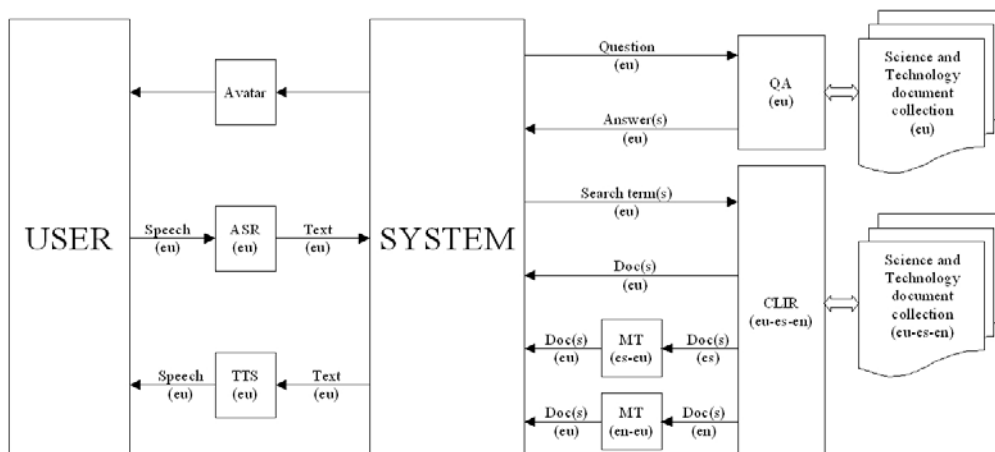 USER
Avatar
Speech
(eu)
ASR
(eu)
Text
(eu)
Speech
(eu)
TTS
(eu)
Text
(eu)
SYSTEM
Question
(eu)
Answer(s)
(eu)
QA
(eu)
Science and
Technology
document
collection
(eu)
Search term(s)
(eu)
Doc(s)
(eu)
Doc(s)
(eu)
MT
(es-eu)
Doc(s)
(es)
Doc(s)
(eu)
MT
(en-eu)
Doc(s)
(en)
CLIR
(eu-es-en)
Science and
Technology
document
collection
(eu-es-en)